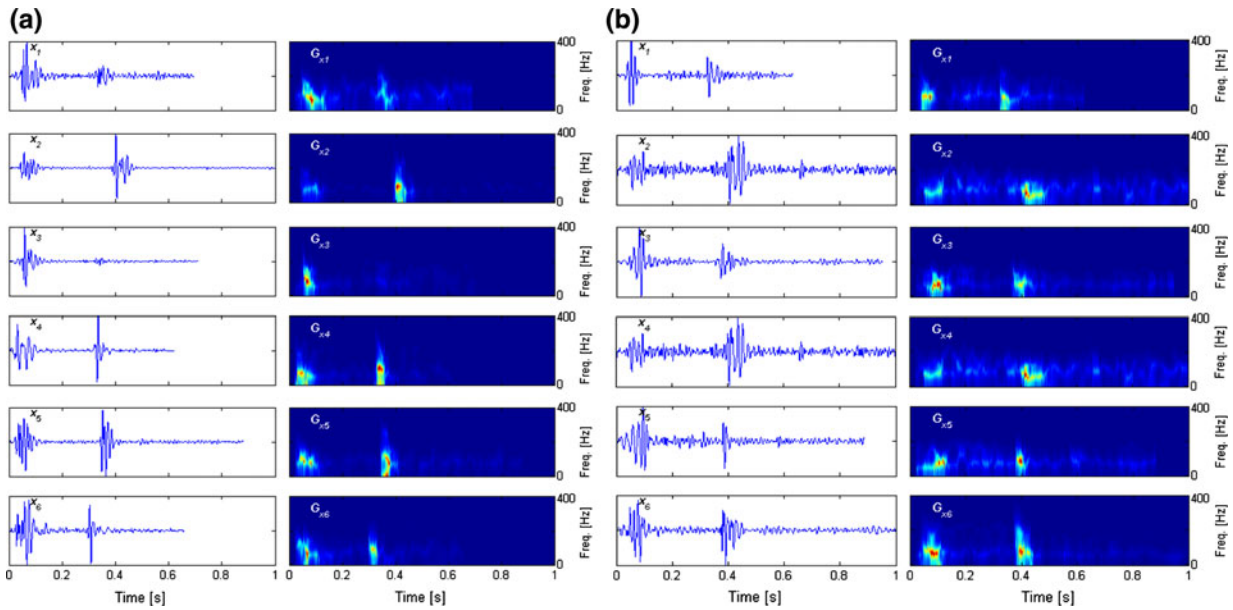 (a)
(b)
x1
Gx1
400
0
Freq. [Hz]
x1
Gx1
400
0
Freq. [Hz]
x2
Gx2
400
0
Freq. [Hz]
x2
Gx2
400
0
Freq. [Hz]
x3
Gx3
400
0
Freq. [Hz]
x3
Gx3
400
0
Freq. [Hz]
x4
Gx4
400
0
Freq. [Hz]
x4
Gx4
400
0
Freq. [Hz]
x5
Gx5
400
0
Freq. [Hz]
x5
Gx5
400
0
Freq. [Hz]
x6
Gx6
400
0
Freq. [Hz]
x6
Gx6
400
0
Freq. [Hz]
0 0.2 0.4 0.6 0.8 1
0.2 0.4 0.6 0.8 1
0 0.2 0.4 0.6 0.8 1
0.2 0.4 0.6 0.8 1
Time [s]
Time [s]
Time [s]
Time [s]